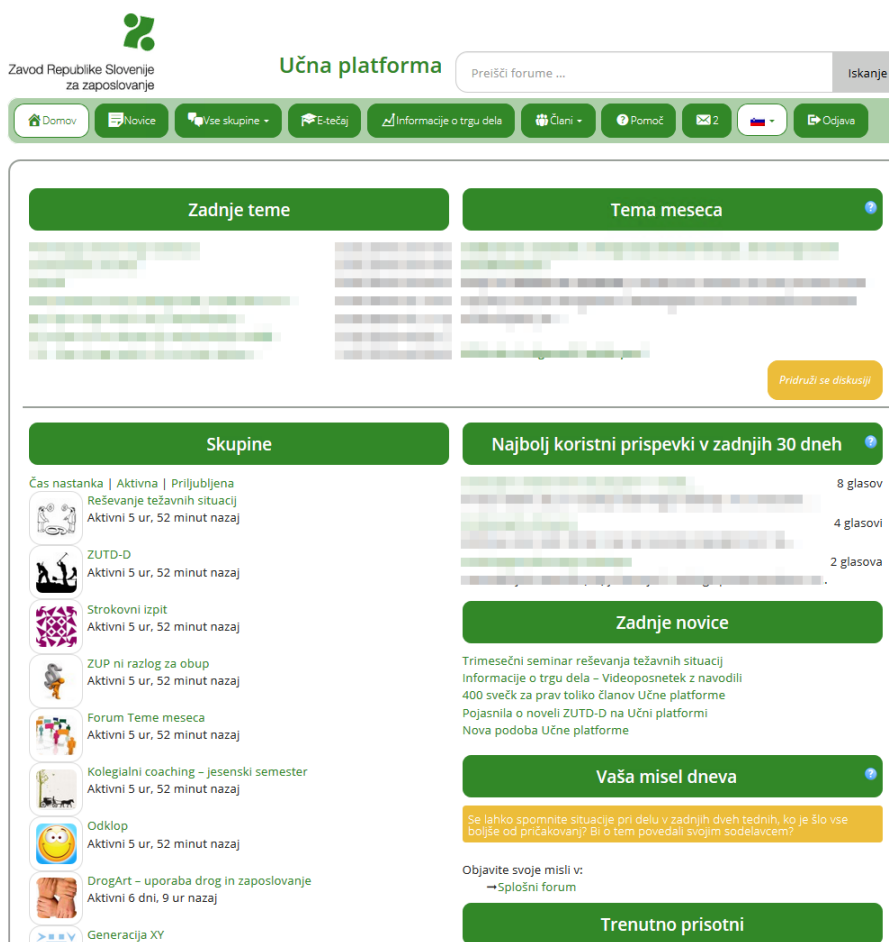 Zavod Republike Slovenije
za zaposlovanje
Učna platforma
Preišči forume ...
Iskanje
Domov
Novice
Vse skupine
E-tečaj
Informacije o trgu dela
Člani
Pomoč
2
Odjava
Zadnje teme
Tema meseca
Pridruži se diskusiji
Skupine
Čas nastanka | Aktivna | Priljubljena
Reševanje težavnih situacij
Aktivni 5 ur, 52 minut nazaj
ZUTD-D
Aktivni 5 ur, 52 minut nazaj
Strokovni izpit
Aktivni 5 ur, 52 minut nazaj
ZUP ni razlog za obup
Aktivni 5 ur, 52 minut nazaj
Forum Teme meseca
Aktivni 5 ur, 52 minut nazaj
Kolegialni coaching – jesenski semester
Aktivni 5 ur, 52 minut nazaj
Odklop
Aktivni 5 ur, 52 minut nazaj
DrogArt – uporaba drog in zaposlovanje
Aktivni 6 dni, 9 ur nazaj
Generacija XY
Najbolj koristni prispevki v zadnjih 30 dneh
8 glasov
4 glasovi
2 glasova
Zadnje novice
Trimesečni seminar reševanja težavnih situacij
Informacije o trgu dela – Videoposnetek z navodili
400 svečk za prav toliko članov Učne platforme
Pojasnila o noveli ZUTD-D na Učni platformi
Nova podoba Učne platforme
Vaša misel dneva
Se lahko spomnite situacije pri delu v zadnjih dveh tednih, ko je šlo vse
boljše od pričakovanj? Bi o tem povedali svojim sodelavcem?
Objavite svoje misli v:
→Splošni forum
Trenutno prisotni